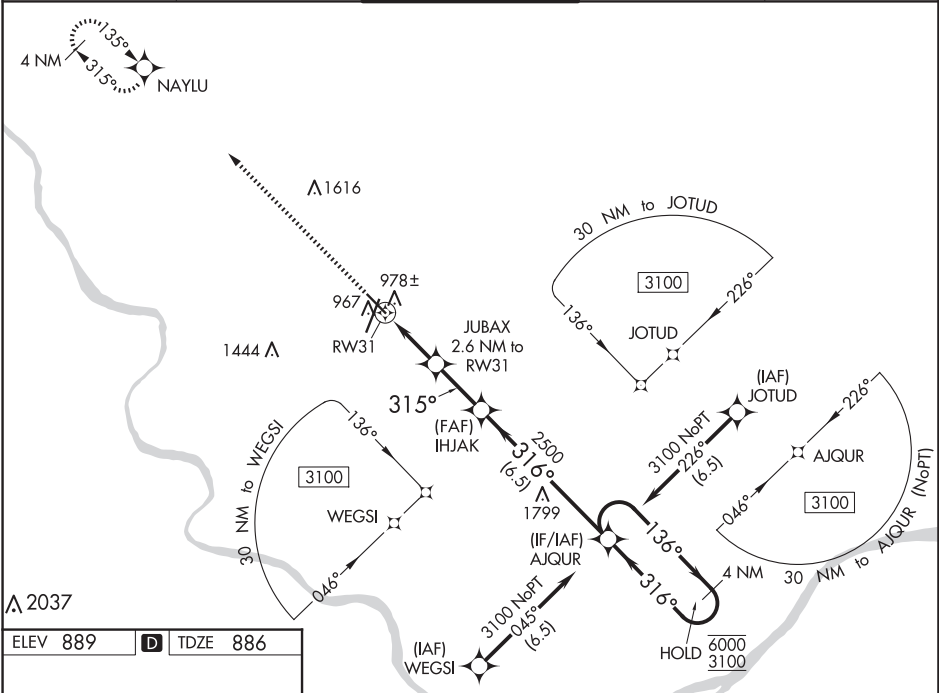 135°
4 NM
315°
NAYLU
1616
30 NM to JOTUD
3100
136°
226°
JOTUD
978±
967
RW31
1444
JUBAX
2.6 NM to
RW31
315°
(FAF)
IHJAK
(IAF)
JOTUD
3100 NoPT
226°
(6.5)
2500
316°
(6.5)
1799
30 NM to WEGSI
136°
3100
WEGSI
046°
226°
AJQUR
046°
3100
30 NM to AJQUR (NoPT)
(IF/IAF)
AJQUR
136°
316°
4 NM
HOLD
6000
3100
3100 NoPT
045°
(6.5)
(IAF)
WEGSI
2037
ELEV 889 D TDZE 886